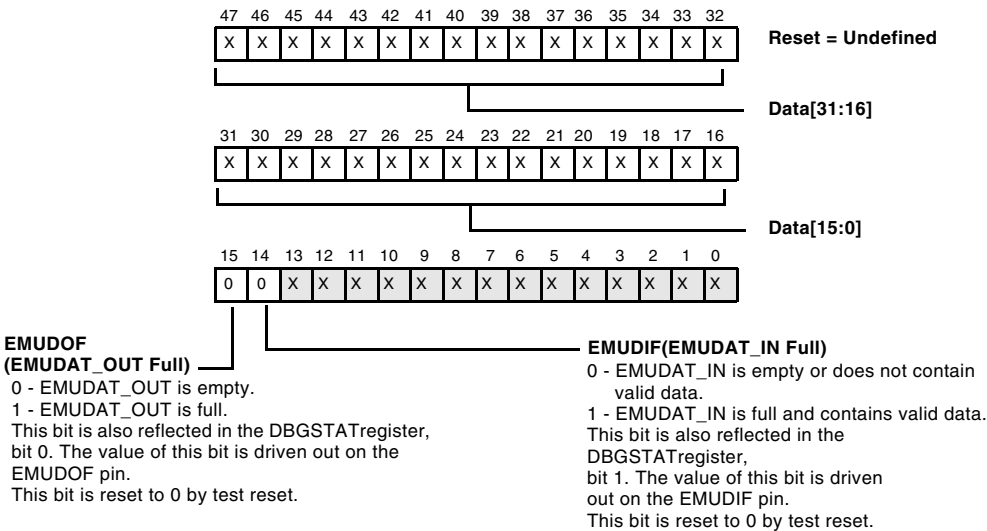 47 46 45 44 43 42 41 40 39 38 37 36 35 34 33 32
X X X X X X X X X X X X X X X X
Reset = Undefined
Data[31:16]
31 30 29 28 27 26 25 24 23 22 21 20 19 18 17 16
X X X X X X X X X X X X X X X X
Data[15:0]
15 14 13 12 11 10 9 8 7 6 5 4 3 2 1 0
0 0 X X X X X X X X X X X X X X
EMUDOF
(EMUDAT_OUT Full)
0 - EMUDAT_OUT is empty.
1 - EMUDAT_OUT is full.
This bit is also reflected in the DBGSTATregister,
bit 0. The value of this bit is driven out on the
EMUDOF pin.
This bit is reset to 0 by test reset.
EMUDIF(EMUDAT_IN Full)
0 - EMUDAT_IN is empty or does not contain
valid data.
1 - EMUDAT_IN is full and contains valid data.
This bit is also reflected in the
DBGSTATregister,
bit 1. The value of this bit is driven
out on the EMUDIF pin.
This bit is reset to 0 by test reset.